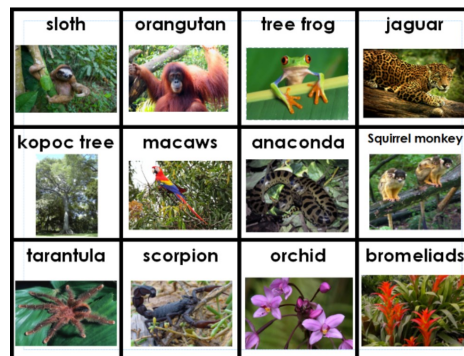 sloth
orangutan
tree frog
jaguar
kopoc tree
macaws
anaconda
Squirrel monkey
tarantula
scorpion
orchid
bromeliads